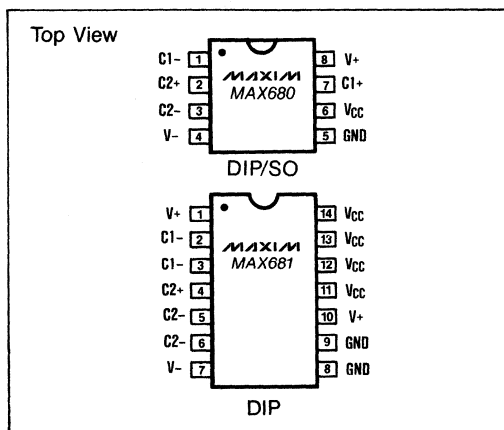 Top View
C1– 1 8 V+
C2+ 2 7 C1+
C2– 3 6 VCC
V– 4 5 GND
MAXIM
MAX680
DIP/SO
V+ 1 14 VCC
C1– 2 13 VCC
C1– 3 12 VCC
C2+ 4 11 VCC
C2– 5 10 V+
C2– 6 9 GND
V– 7 8 GND
MAXIM
MAX681
DIP